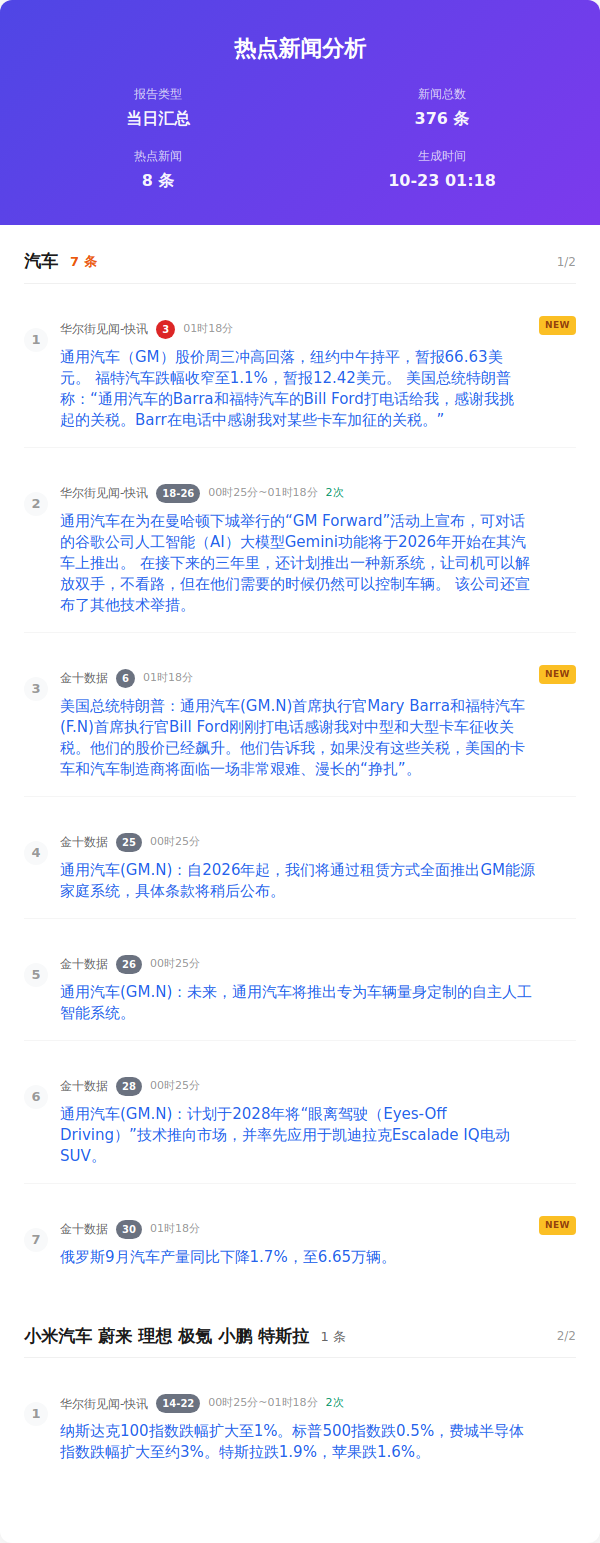 热点新闻分析
报告类型
新闻总数
当日汇总
376 条
热点新闻
生成时间
8 条
10-23 01:18
汽车 7 条 1/2
1 华尔街见闻-快讯 3 01时18分 NEW
通用汽车（GM）股价周三冲高回落，纽约中午持平，暂报66.63美
元。 福特汽车跌幅收窄至1.1%，暂报12.42美元。 美国总统特朗普
称：“通用汽车的Barra和福特汽车的Bill Ford打电话给我，感谢我挑
起的关税。Barr在电话中感谢我对某些卡车加征的关税。”
2 华尔街见闻-快讯 18-26 00时25分~01时18分 2次
通用汽车在为在曼哈顿下城举行的“GM Forward”活动上宣布，可对话
的谷歌公司人工智能（AI）大模型Gemini功能将于2026年开始在其汽
车上推出。 在接下来的三年里，还计划推出一种新系统，让司机可以解
放双手，不看路，但在他们需要的时候仍然可以控制车辆。 该公司还宣
布了其他技术举措。
3 金十数据 6 01时18分 NEW
美国总统特朗普：通用汽车(GM.N)首席执行官Mary Barra和福特汽车
(F.N)首席执行官Bill Ford刚刚打电话感谢我对中型和大型卡车征收关
税。他们的股价已经飙升。他们告诉我，如果没有这些关税，美国的卡
车和汽车制造商将面临一场非常艰难、漫长的“挣扎”。
4 金十数据 25 00时25分
通用汽车(GM.N)：自2026年起，我们将通过租赁方式全面推出GM能源
家庭系统，具体条款将稍后公布。
5 金十数据 26 00时25分
通用汽车(GM.N)：未来，通用汽车将推出专为车辆量身定制的自主人工
智能系统。
6 金十数据 28 00时25分
通用汽车(GM.N)：计划于2028年将“眼离驾驶（Eyes-Off
Driving）”技术推向市场，并率先应用于凯迪拉克Escalade IQ电动
SUV。
7 金十数据 30 01时18分 NEW
俄罗斯9月汽车产量同比下降1.7%，至6.65万辆。
小米汽车 蔚来 理想 极氪 小鹏 特斯拉 1 条 2/2
1 华尔街见闻-快讯 14-22 00时25分~01时18分 2次
纳斯达克100指数跌幅扩大至1%。标普500指数跌0.5%，费城半导体
指数跌幅扩大至约3%。特斯拉跌1.9%，苹果跌1.6%。